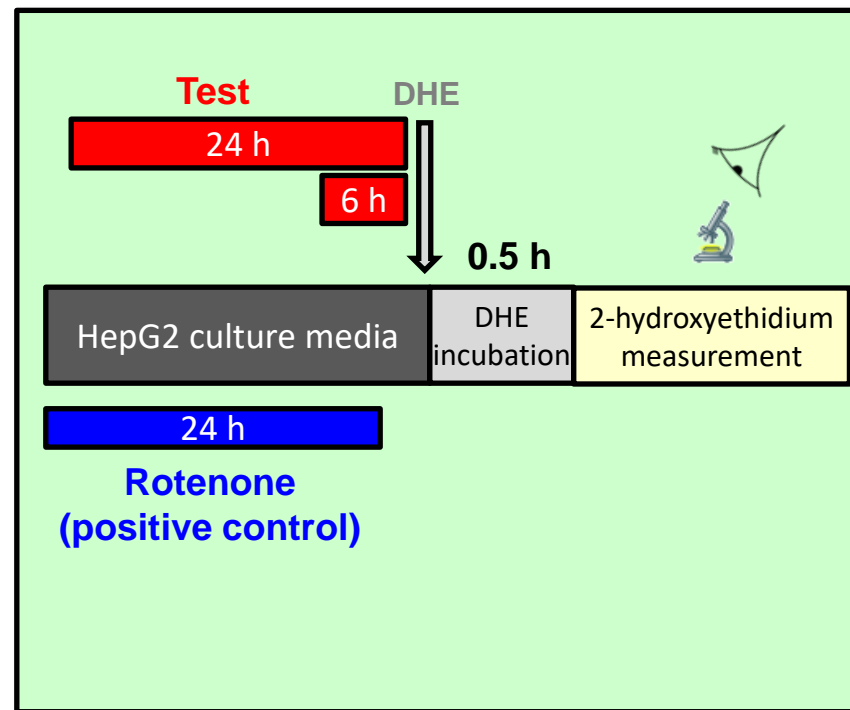 Test
DHE
24 h
6 h
0.5 h
HepG2 culture media
DHE
incubation
2-hydroxyethidium
measurement
24 h
Rotenone
(positive control)